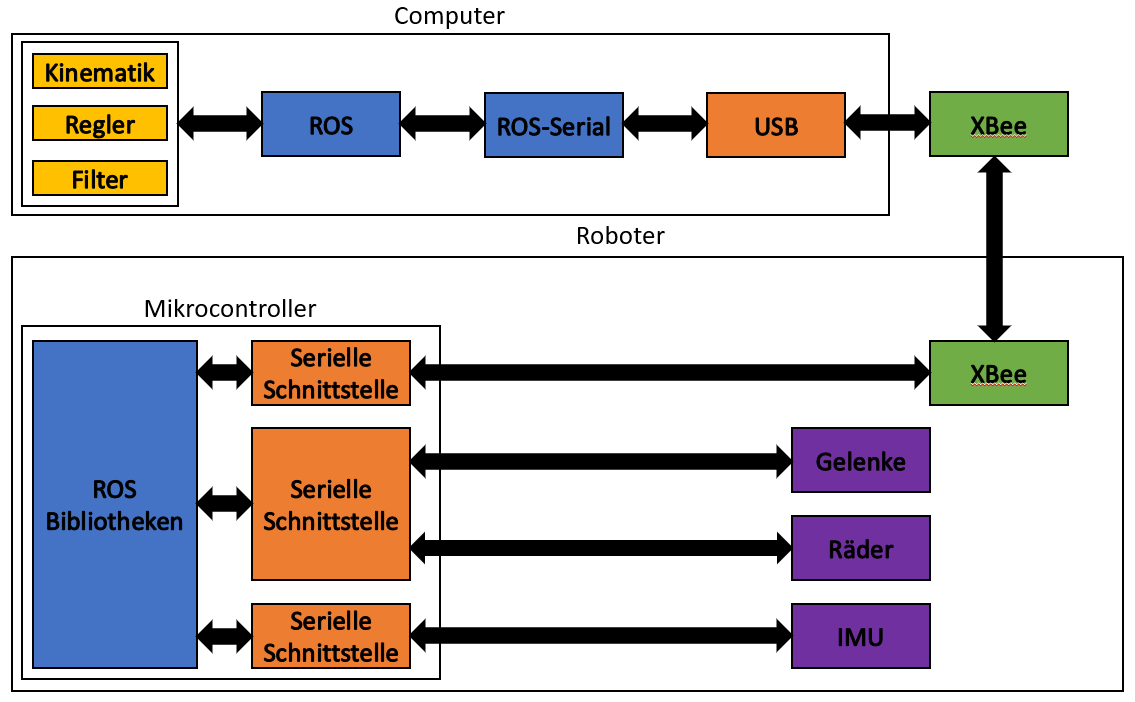 Computer
Kinematik
Regler
Filter
ROS
ROS-Serial
USB
XBee
Roboter
Mikrocontroller
ROS
Bibliotheken
Serielle
Schnittstelle
XBee
Serielle
Schnittstelle
Gelenke
Räder
Serielle
Schnittstelle
IMU